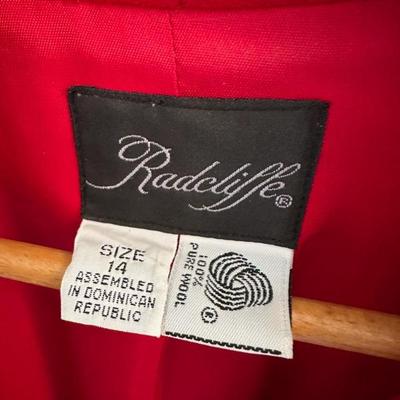 Radcliffe®
SIZE
14
ASSEMBLED
IN DOMINICAN
REPUBLIC
100%
PURE WOOL
®